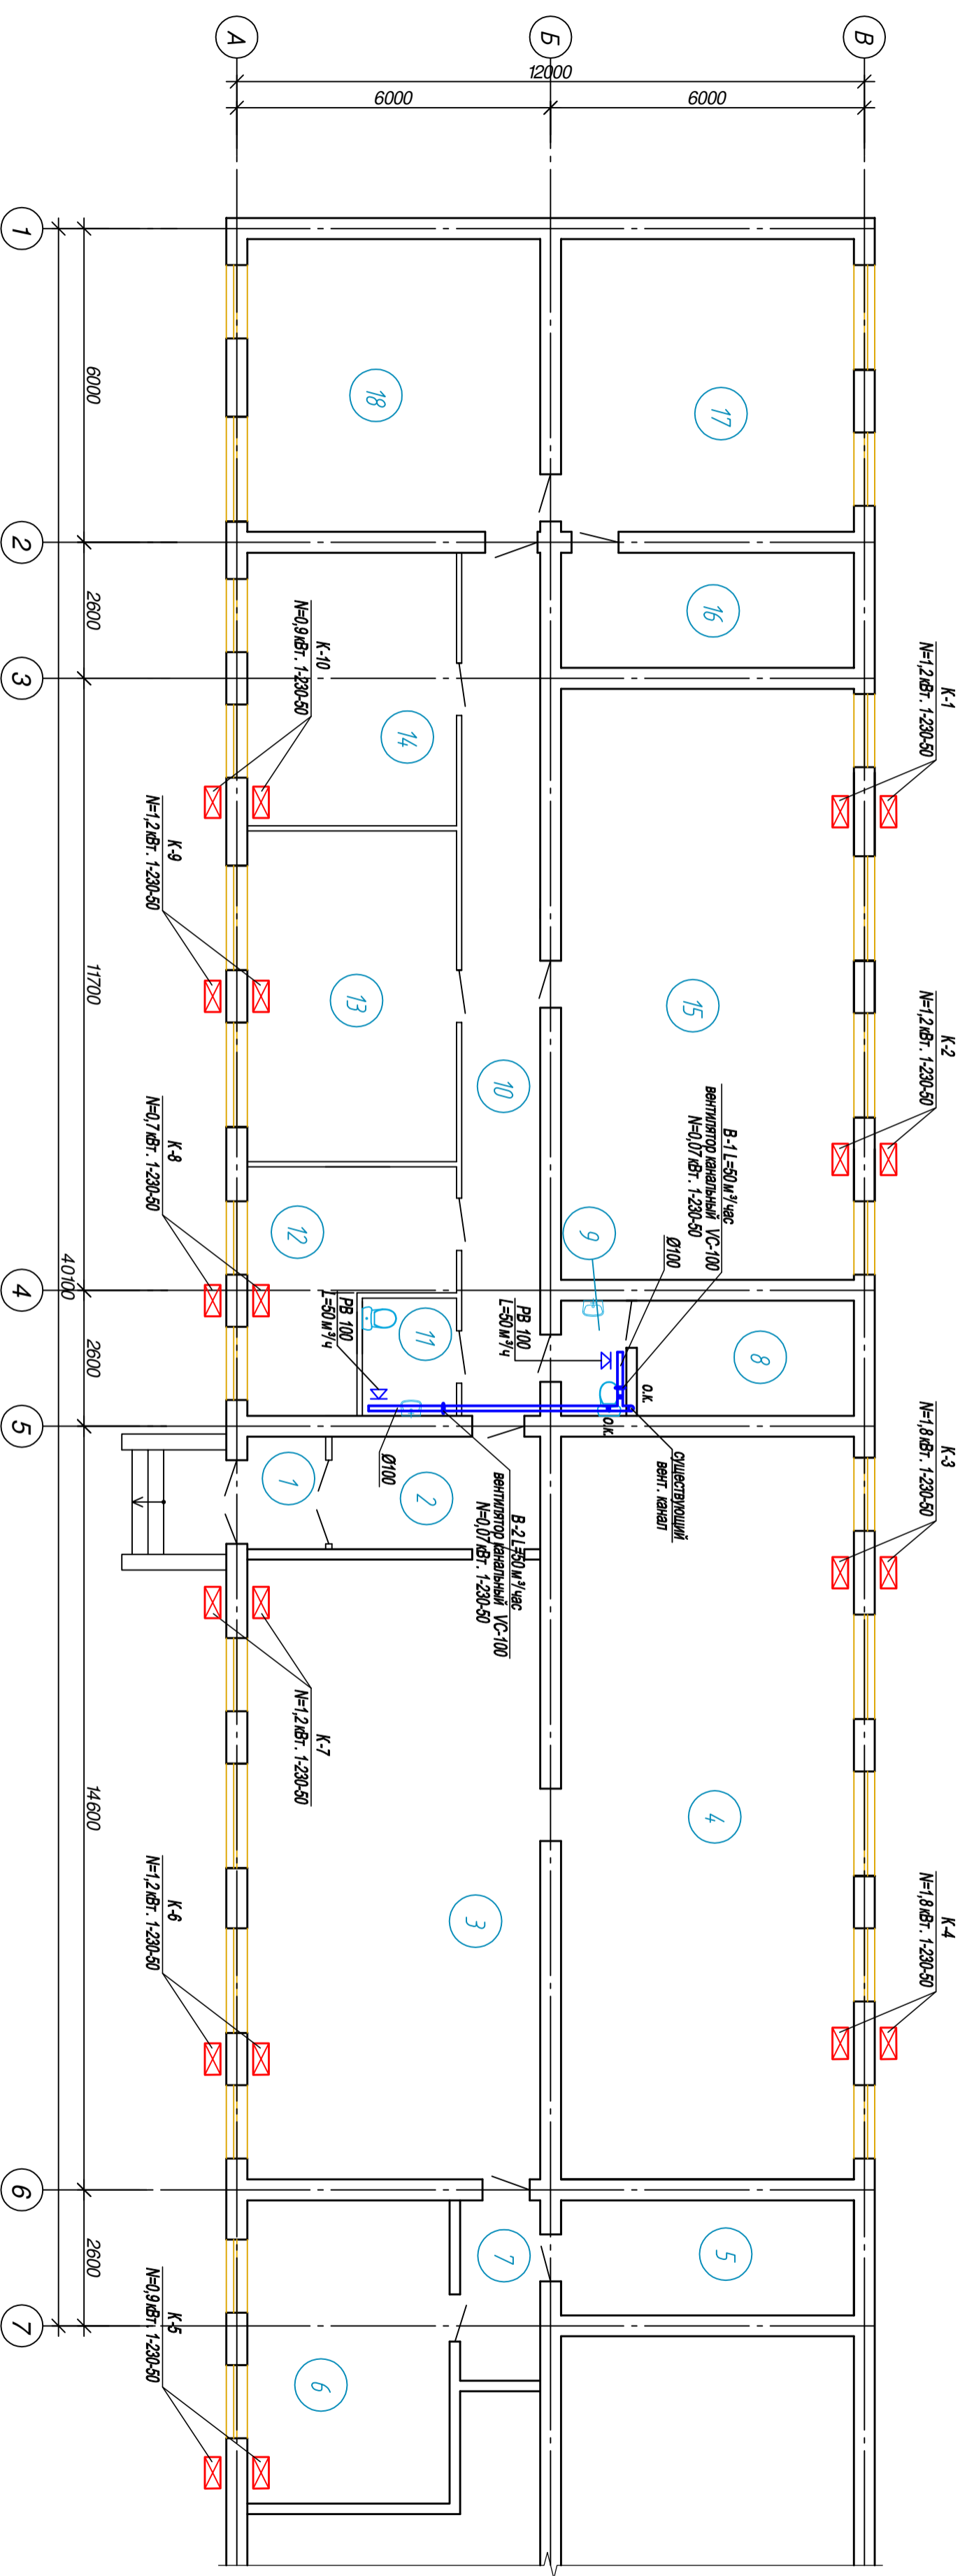 К-1
N=1,2 кВт. 1-230-50
К-2
N=1,2 кВт. 1-230-50
К-3
N=1,8 кВт. 1-230-50
К-4
N=1,8 кВт. 1-230-50
17
16
15
В-1 L=50 м³/час
вентилятор канальный VC-100
N=0,07 кВт. 1-230-50
Ø100
9
8
о.к.
о.к.
существующий
вент. канал
4
5
РВ 100
L=50 м³/ч
18
14
13
10
12
11
РВ 100
L=50 м³/ч
Ø100
В-2 L=50 м³/час
вентилятор канальный VC-100
N=0,07 кВт. 1-230-50
1
2
3
7
6
К-10
N=0,9 кВт. 1-230-50
К-9
N=1,2 кВт. 1-230-50
К-8
N=0,7 кВт. 1-230-50
К-7
N=1,2 кВт. 1-230-50
К-6
N=1,2 кВт. 1-230-50
К-5
N=0,9 кВт. 1-230-50
В
Б
А
6000
6000
12000
6000
2600
11700
2600
14600
2600
40100
1
2
3
4
5
6
7